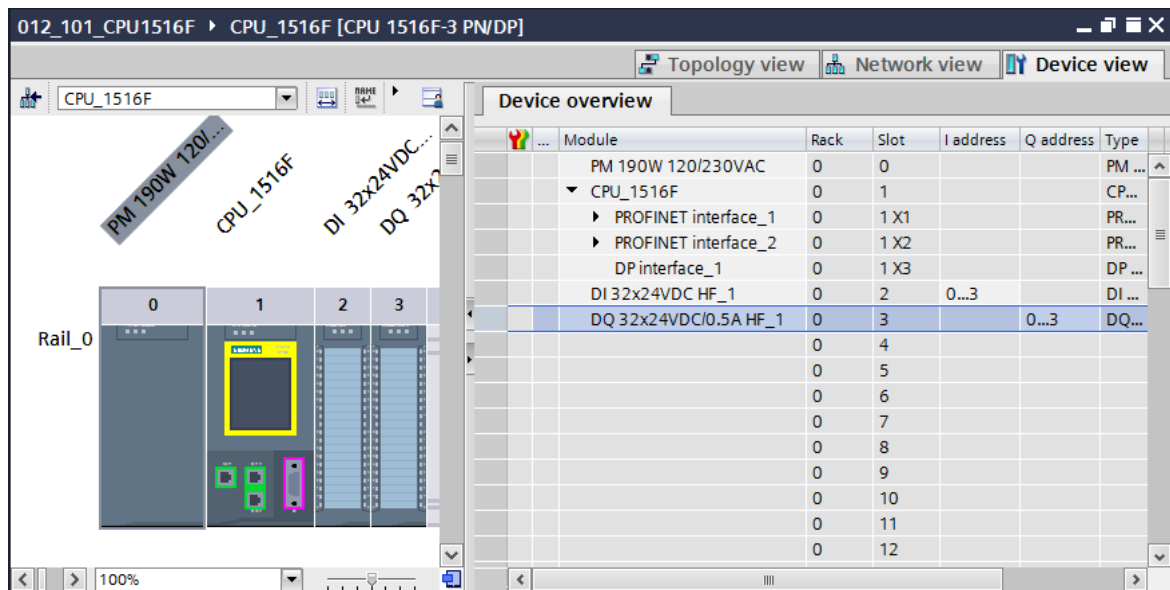 012_101_CPU1516F ▸ CPU_1516F [CPU 1516F-3 PN/DP]
Topology view Network view Device view
CPU_1516F
NAME
PM 190W 120/...
CPU_1516F
DI 32x24VDC...
DQ 32x2
0 1 2 3
Rail_0
SIEMENS
100%
Device overview
... Module Rack Slot I address Q address Type
PM 190W 120/230VAC 0 0 PM ...
CPU_1516F 0 1 CP...
PROFINET interface_1 0 1 X1 PR...
PROFINET interface_2 0 1 X2 PR...
DP interface_1 0 1 X3 DP ...
DI 32x24VDC HF_1 0 2 0...3 DI ...
DQ 32x24VDC/0.5A HF_1 0 3 0...3 DQ...
0 4
0 5
0 6
0 7
0 8
0 9
0 10
0 11
0 12